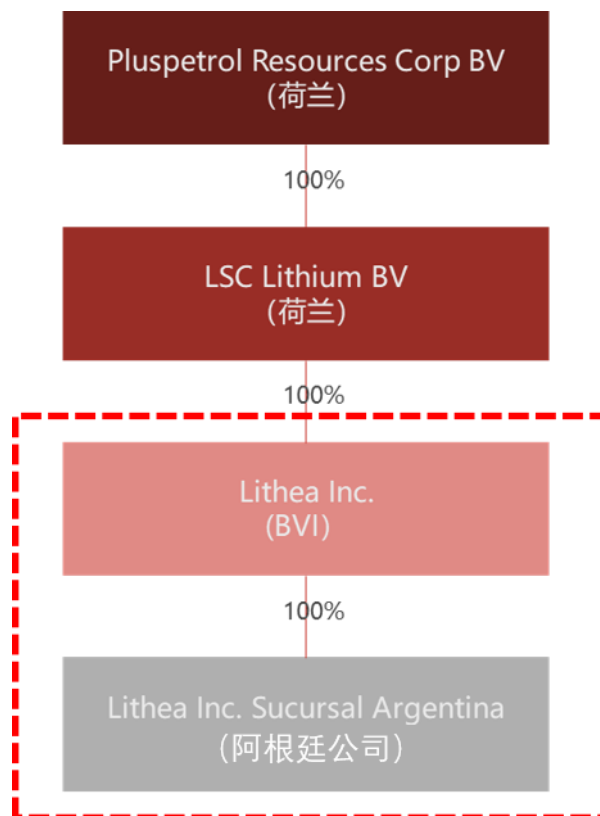 Pluspetrol Resources Corp BV
(荷兰)
100%
LSC Lithium BV
(荷兰)
100%
Lithea Inc.
(BVI)
100%
Lithea Inc. Sucursal Argentina
(阿根廷公司)